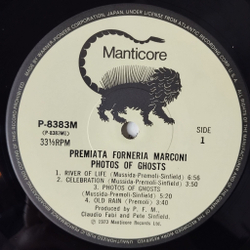 Manticore
P-8383M
(P-8383M1)
33⅓RPM
SIDE
1
PREMIATA FORNERIA MARCONI
PHOTOS OF GHOSTS
1. RIVER OF LIFE (Mussida-Premoli-Sinfield) 6:56
2. CELEBRATION (Mussida-Premoli-Sinfield) 3:50
3. PHOTOS OF GHOSTS
(Mussida-Premoli-Sinfield) 5:20
4. OLD RAIN (Premoli) 3:40
Produced by P. F. M.,
Claudio Fabi and Pete Sinfield.
℗ 1973 Manticore Records Ltd.